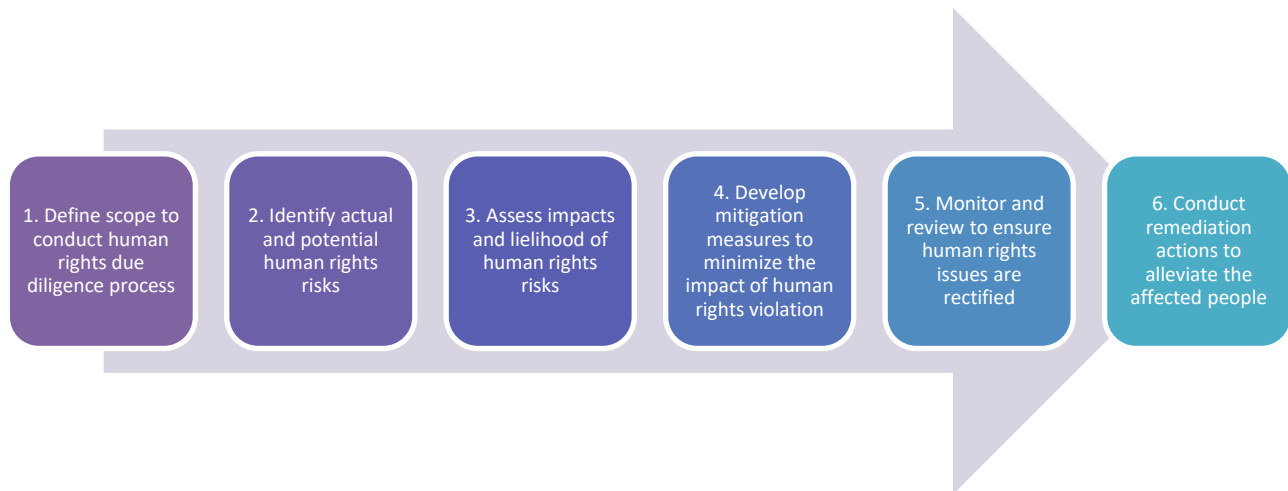 1. Define scope to
conduct human
rights due
diligence process
2. Identify actual
and potential
human rights
risks
3. Assess impacts
and lielihood of
human rights
risks
4. Develop
mitigation
measures to
minimize the
impact of human
rights violation
5. Monitor and
review to ensure
human rights
issues are
rectified
6. Conduct
remediation
actions to
alleviate the
affected people